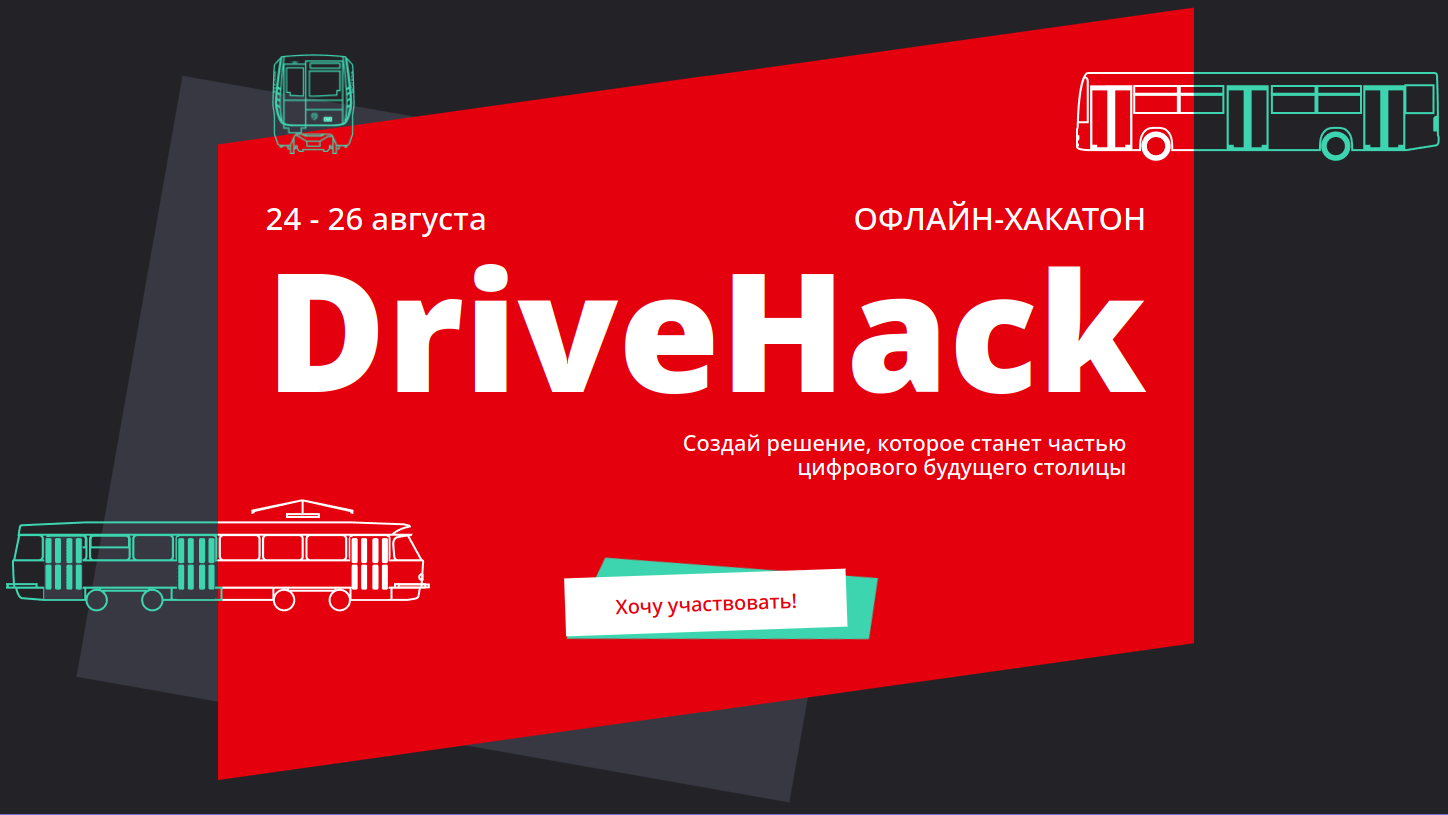 24 - 26 августа
ОФЛАЙН-ХАКАТОН
DriveHack
Создай решение, которое станет частью
цифрового будущего столицы
Хочу участвовать!